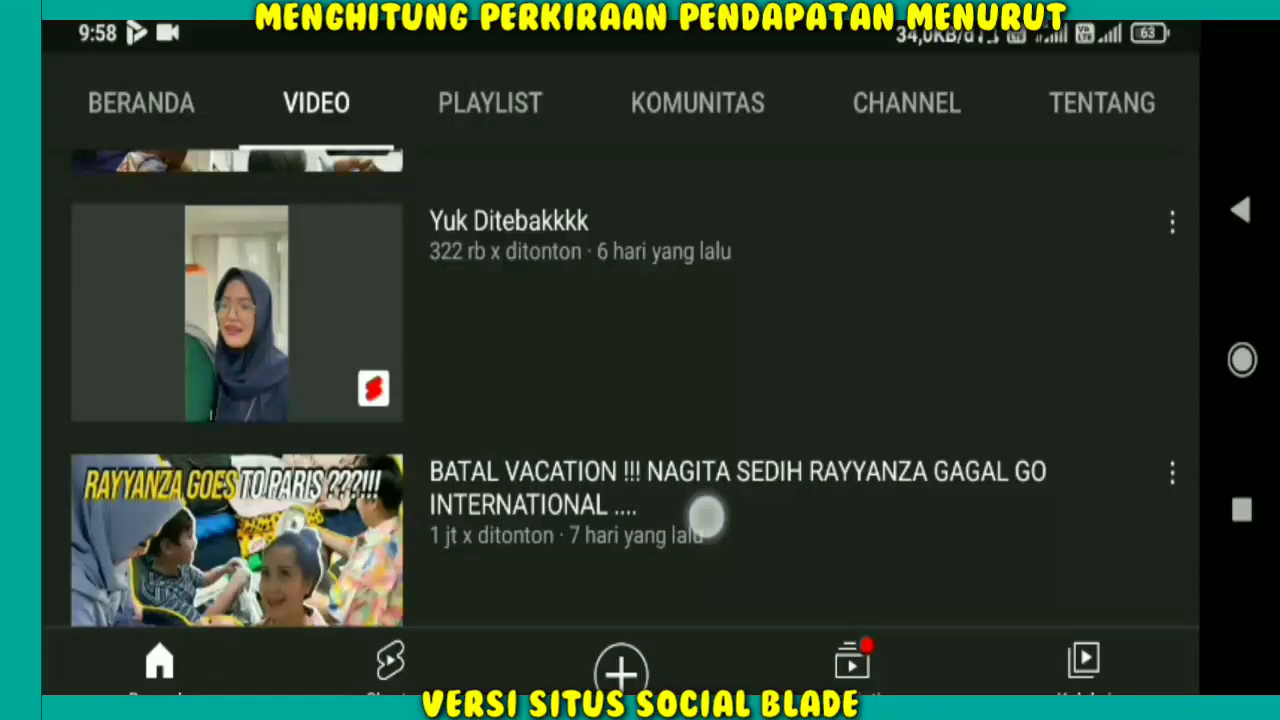 MENGHITUNG PERKIRAAN PENDAPATAN MENURUT
9:58
63
BERANDA VIDEO PLAYLIST KOMUNITAS CHANNEL TENTANG
Yuk Ditebakkkk
322 rb x ditonton · 6 hari yang lalu
RAYYANZA GOES TO PARIS ???!!!
BATAL VACATION !!! NAGITA SEDIH RAYYANZA GAGAL GO
INTERNATIONAL ....
1 jt x ditonton · 7 hari yang lalu
VERSI SITUS SOCIAL BLADE